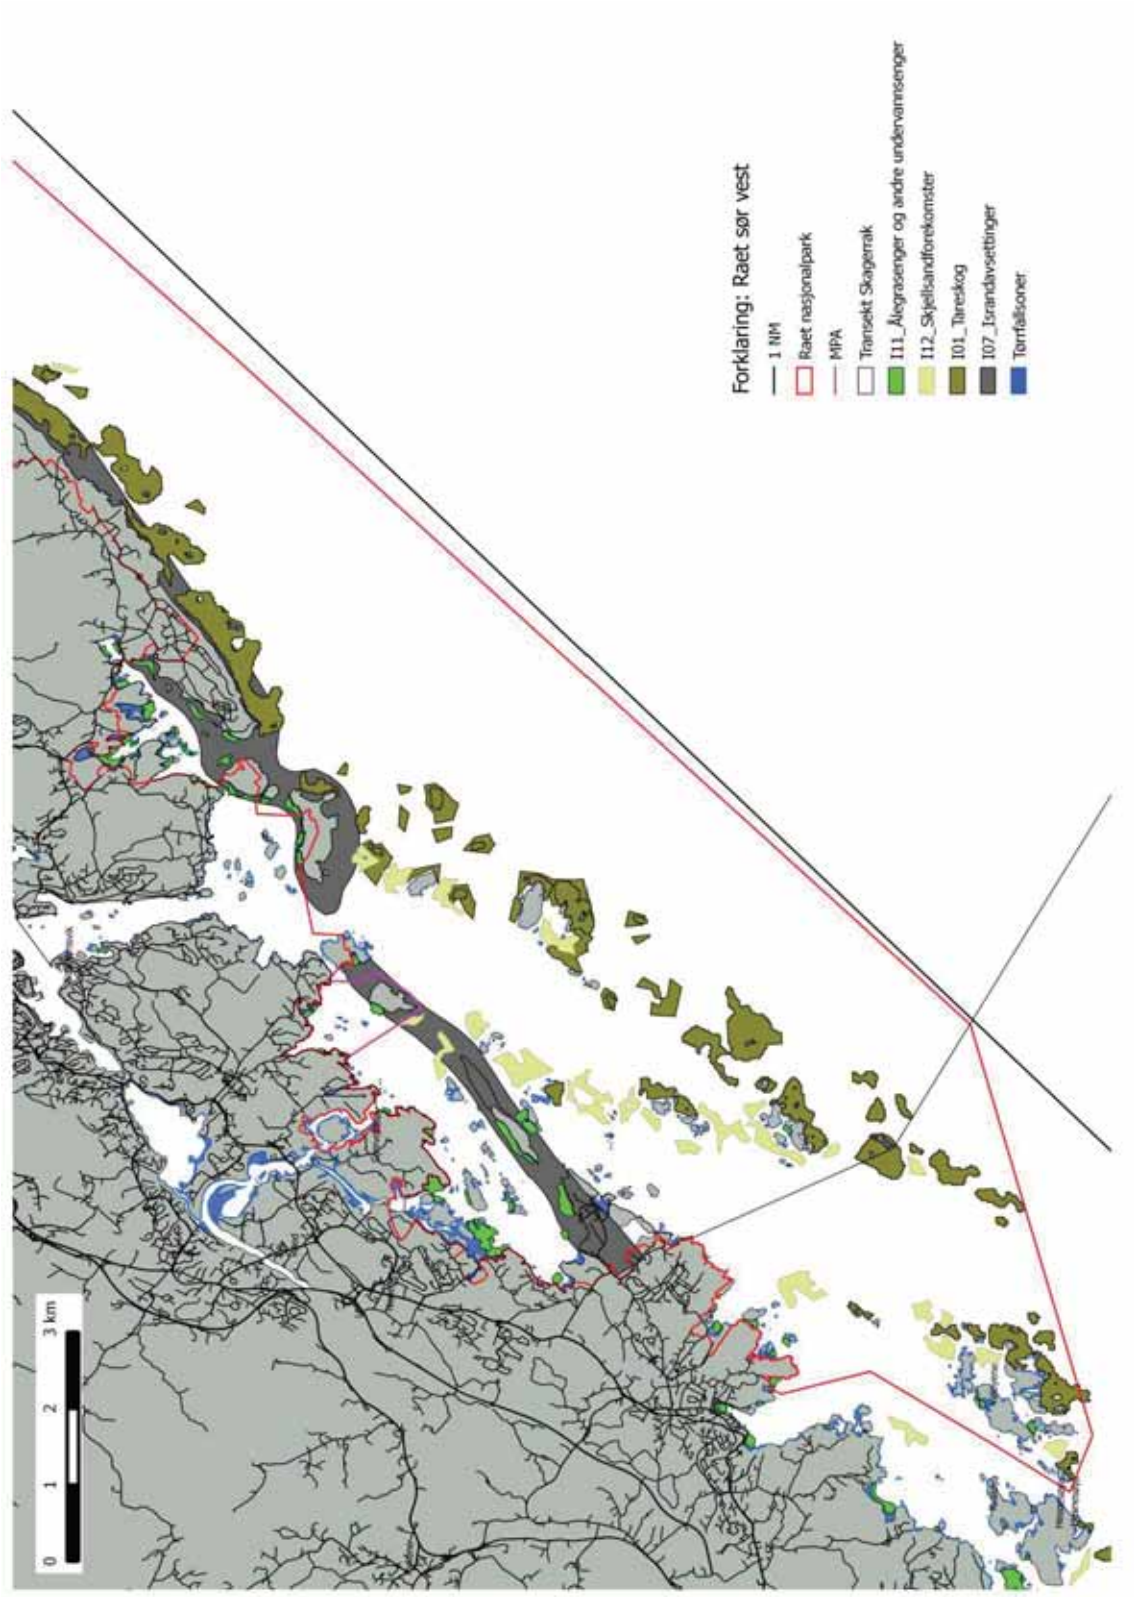 Forklaring: Raet sør vest
1 NM
Raet nasjonalpark
MPA
Transekt Skagerrak
I11_Ålegrasenger og andre undervannsenger
I12_Skjellsandforekomster
I01_Tareskog
I07_Israndavsettinger
Tørrfallsoner
0 1 2 3 km